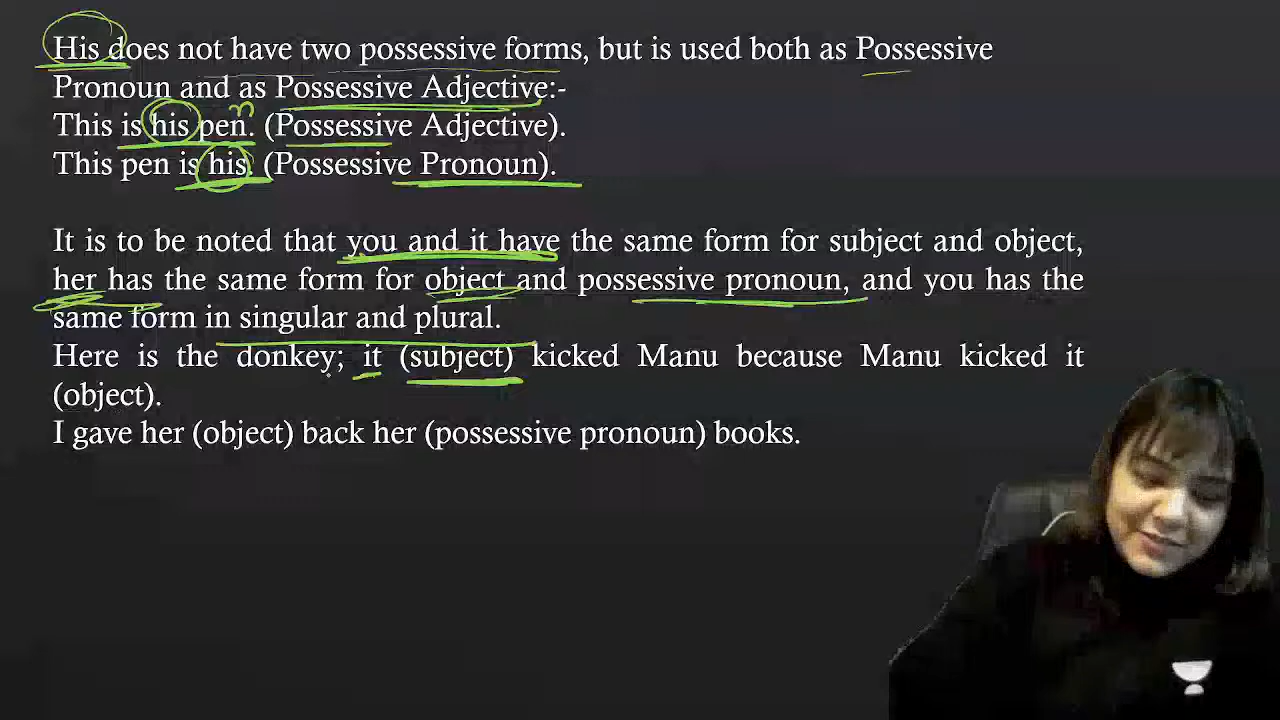 His does not have two possessive forms, but is used both as Possessive
Pronoun and as Possessive Adjective:-
n
This is his pen. (Possessive Adjective).
This pen is his. (Possessive Pronoun).
It is to be noted that you and it have the same form for subject and object,
her has the same form for object and possessive pronoun, and you has the
same form in singular and plural.
Here is the donkey; it (subject) kicked Manu because Manu kicked it
(object).
I gave her (object) back her (possessive pronoun) books.